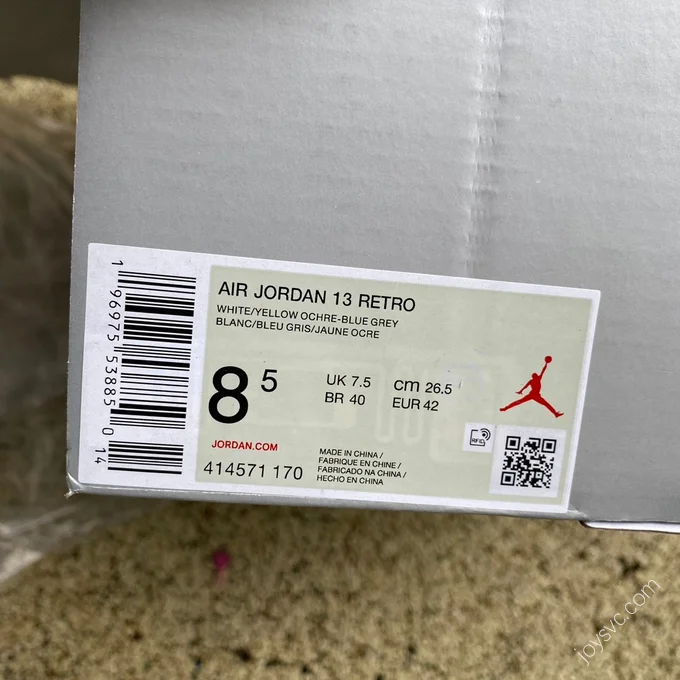 AIR JORDAN 13 RETRO
WHITE/YELLOW OCHRE-BLUE GREY
BLANC/BLEU GRIS/JAUNE OCRE
8 5
UK 7.5 cm 26.5
BR 40 EUR 42
JORDAN.COM
414571 170
MADE IN CHINA /
FABRIQUE EN CHINE /
FABRICADO NA CHINA /
HECHO EN CHINA
RFID
1 96975 53885 0 14
joysvc.com